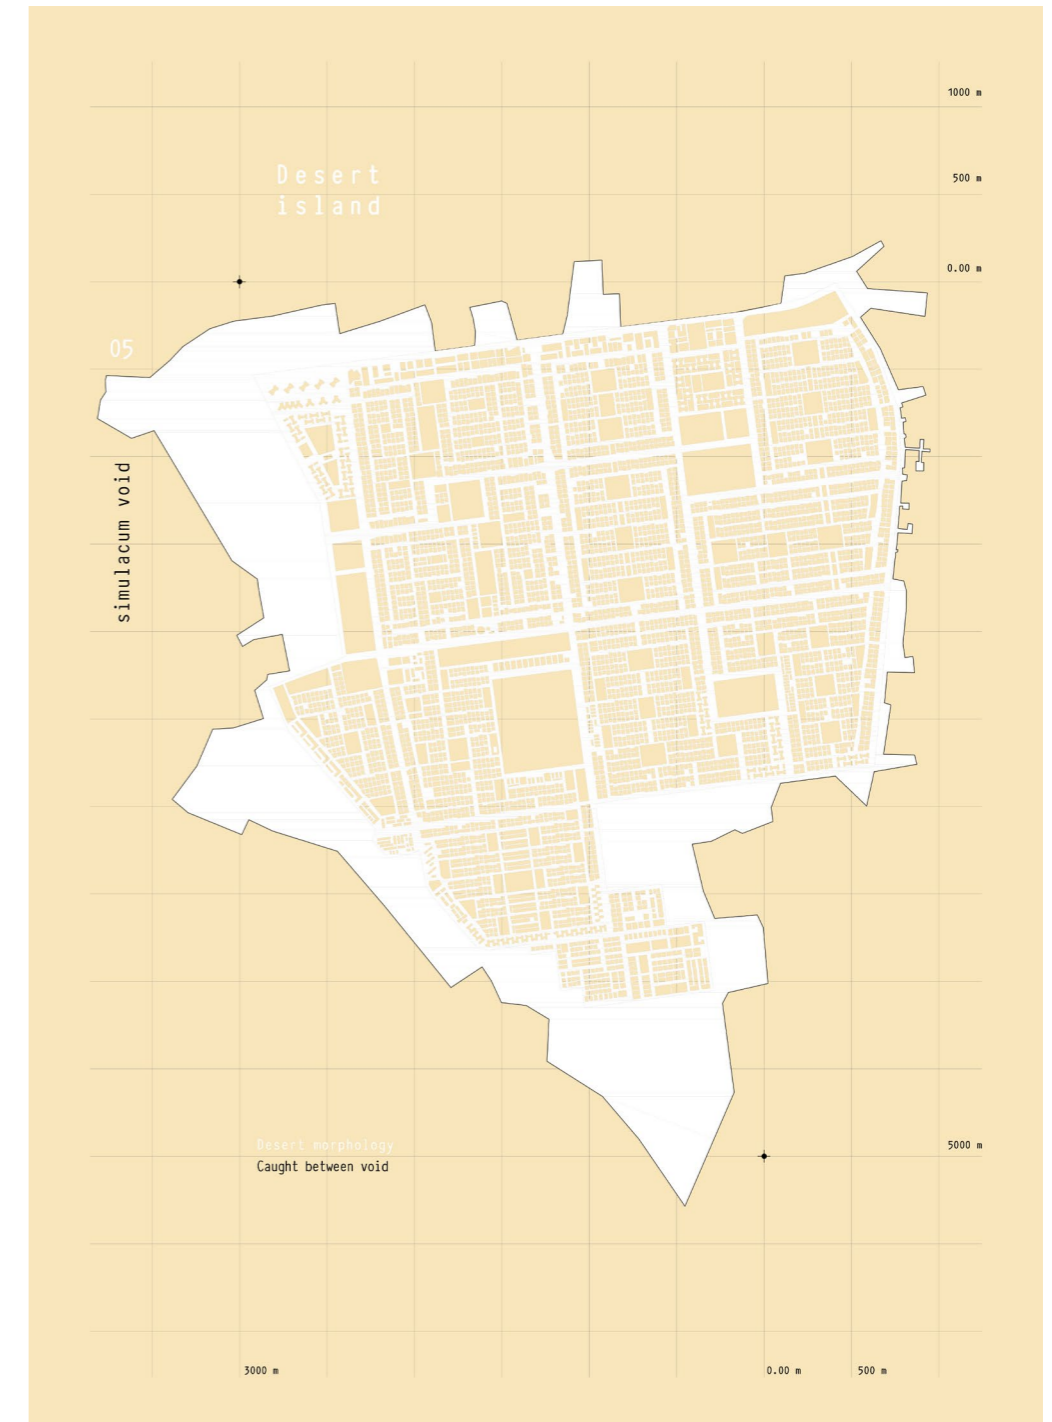 1000 m
500 m
Desert
island
0.00 m
05
simulacum void
Desert morphology
Caught between void
5000 m
3000 m
0.00 m
500 m